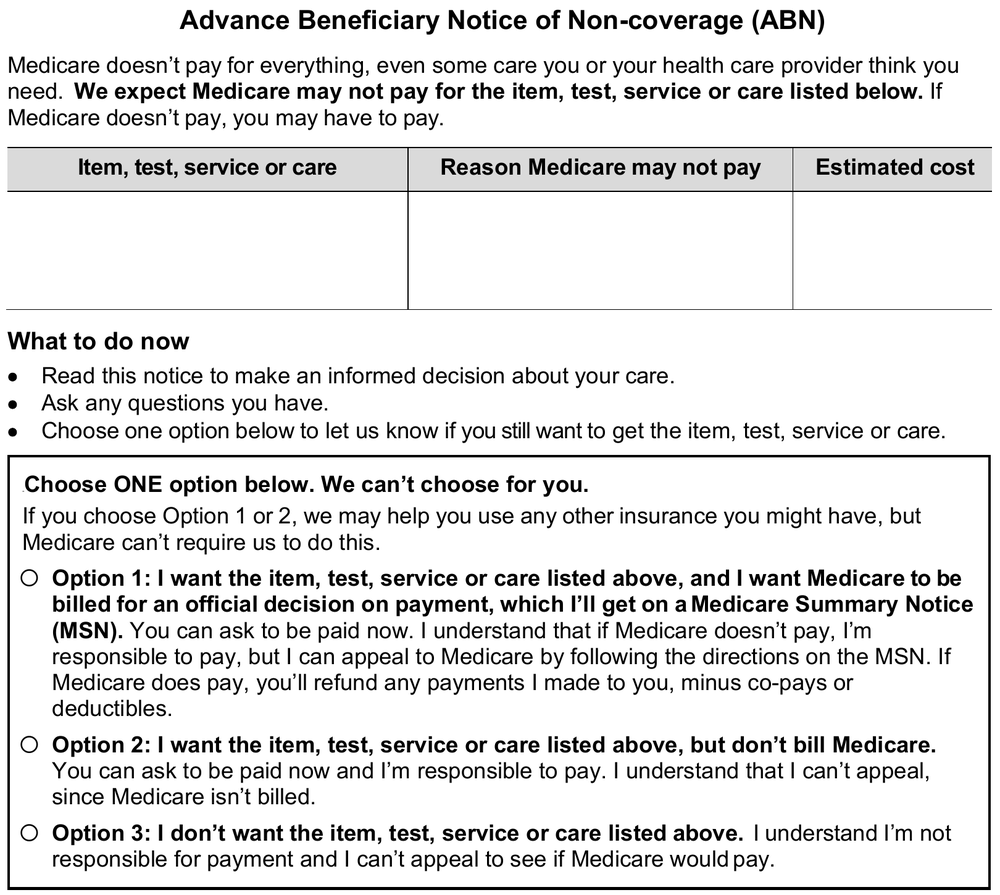 Advance Beneficiary Notice of Non-coverage (ABN)
Medicare doesn't pay for everything, even some care you or your health care provider think you
need. We expect Medicare may not pay for the item, test, service or care listed below. If
Medicare doesn't pay, you may have to pay.
Item, test, service or care Reason Medicare may not pay Estimated cost
What to do now
• Read this notice to make an informed decision about your care.
• Ask any questions you have.
• Choose one option below to let us know if you still want to get the item, test, service or care.
Choose ONE option below. We can't choose for you.
If you choose Option 1 or 2, we may help you use any other insurance you might have, but
Medicare can't require us to do this.
○ Option 1: I want the item, test, service or care listed above, and I want Medicare to be
billed for an official decision on payment, which I'll get on a Medicare Summary Notice
(MSN). You can ask to be paid now. I understand that if Medicare doesn't pay, I'm
responsible to pay, but I can appeal to Medicare by following the directions on the MSN. If
Medicare does pay, you'll refund any payments I made to you, minus co-pays or
deductibles.
○ Option 2: I want the item, test, service or care listed above, but don't bill Medicare.
You can ask to be paid now and I'm responsible to pay. I understand that I can't appeal,
since Medicare isn't billed.
○ Option 3: I don't want the item, test, service or care listed above. I understand I'm not
responsible for payment and I can't appeal to see if Medicare would pay.